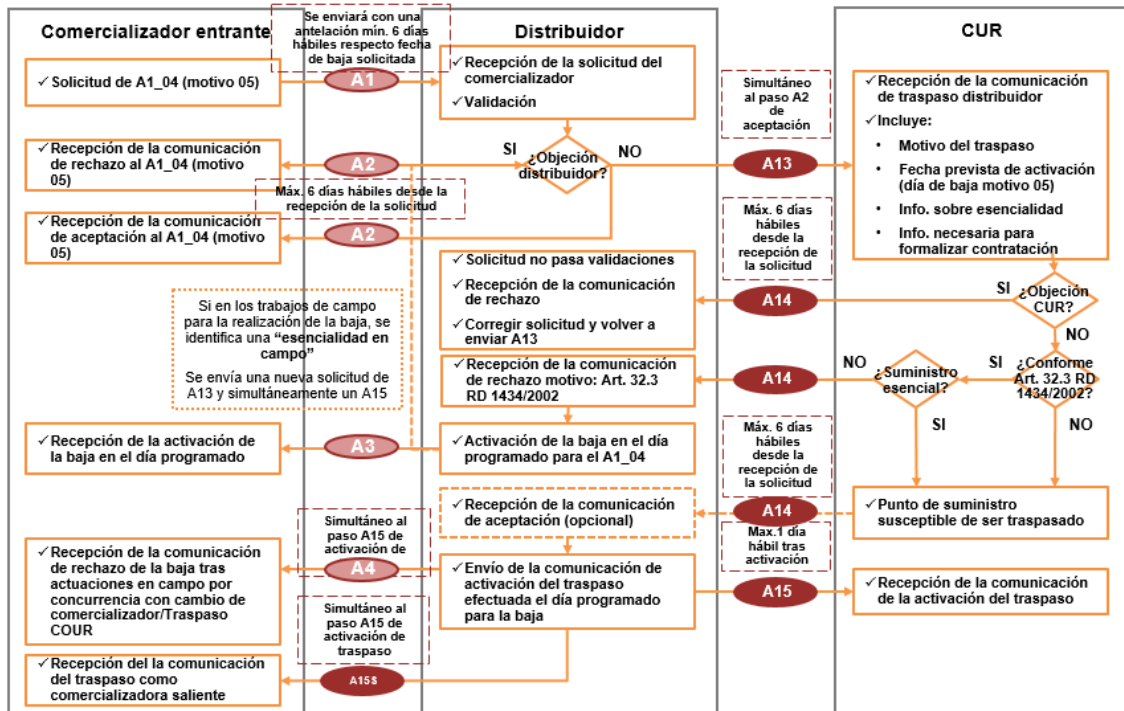 Comercializador entrante
✓ Solicitud de A1_04 (motivo 05)
✓ Recepción de la comunicación
de rechazo al A1_04 (motivo
05)
✓ Recepción de la comunicación
de aceptación al A1_04 (motivo
05)
Si en los trabajos de campo
para la realización de la baja, se
identifica una “esencialidad en
campo”
Se envía una nueva solicitud de
A13 y simultáneamente un A15
✓ Recepción de la activación de
la baja en el día programado
✓ Recepción de la comunicación
de rechazo de la baja tras
actuaciones en campo por
concurrencia con cambio de
comercializador/Traspaso
COUR
✓ Recepción del la comunicación
del traspaso como
comercializadora saliente
Se enviará con una
antelación mín. 6 días
hábiles respecto fecha
de baja solicitada
A1
A2
Máx. 6 días hábiles desde la
recepción de la solicitud
A2
A3
Simultáneo al
paso A15 de
activación de
A4
Simultáneo al
paso A15 de
activación de
traspaso
A15S
Distribuidor
✓ Recepción de la solicitud del
comercializador
✓ Validación
SI
¿Objeción
distribuidor?
NO
✓ Solicitud no pasa validaciones
✓ Recepción de la comunicación
de rechazo
✓ Corregir solicitud y volver a
enviar A13
✓ Recepción de la comunicación
de rechazo motivo: Art. 32.3
RD 1434/2002
✓ Activación de la baja en el día
programado para el A1_04
✓ Recepción de la comunicación
de aceptación (opcional)
✓ Envío de la comunicación de
activación del traspaso
efectuada el día programado
para la baja
Simultáneo
al paso A2
de
aceptación
A13
Máx. 6 días
hábiles
desde la
recepción de
la solicitud
A14
A14
Máx. 6 días
hábiles
desde la
recepción de
la solicitud
A14
Max.1 día
hábil tras
activación
A15
CUR
✓ Recepción de la comunicación
de traspaso distribuidor
✓ Incluye:
• Motivo del traspaso
• Fecha prevista de activación
(día de baja motivo 05)
• Info. sobre esencialidad
• Info. necesaria para
formalizar contratación
SI
¿Objeción
CUR?
NO
NO
¿Suministro
esencial?
SI
¿Conforme
Art. 32.3 RD
1434/2002?
SI
NO
✓ Punto de suministro
susceptible de ser traspasado
✓ Recepción de la comunicación
de la activación del traspaso